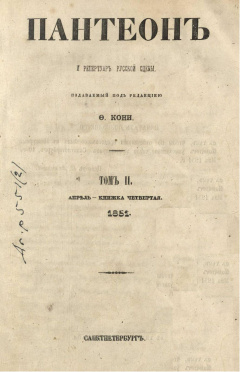 ПАНТЕОНЪ
И РЕПЕРТУАРЪ РУССКОЙ СЦЕНЫ,
ИЗДАВАЕМЫЙ ПОДЪ РЕДАКЦІЕЮ
Ѳ. КОНИ.
ТОМЪ II.
АПРѢЛЬ — КНИЖКА ЧЕТВЕРТАЯ.
1851.
САНКТПЕТЕРБУРГЪ.